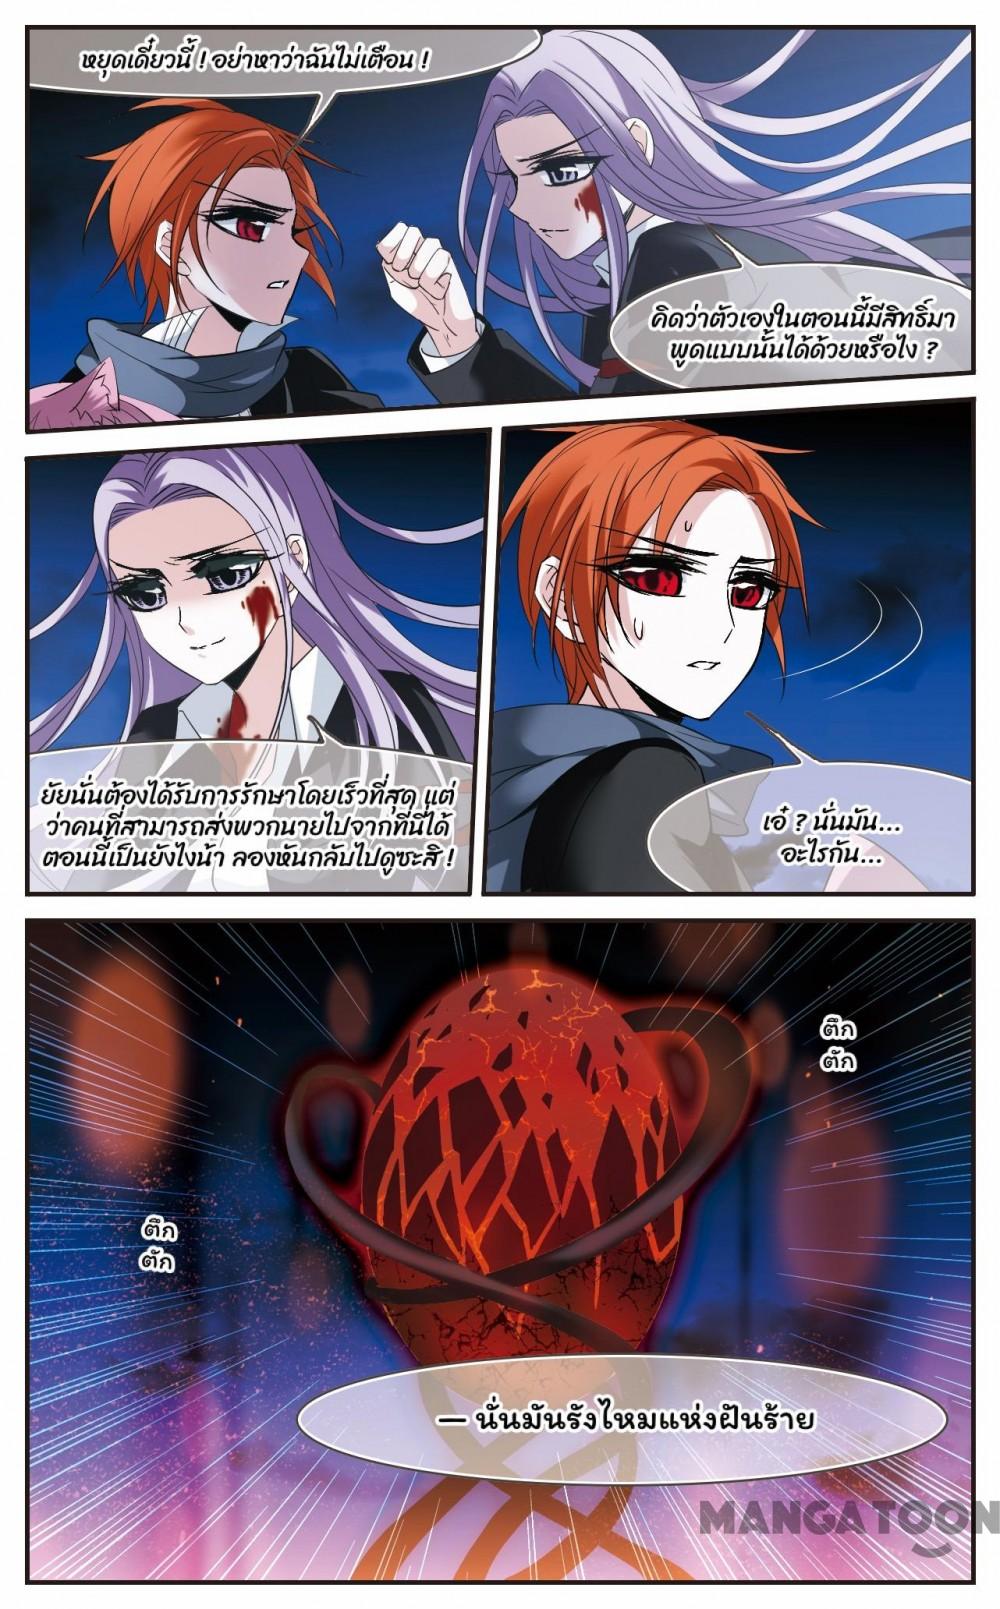 หยุดเดี๋ยวนี้ ! อย่าหาว่าฉันไม่เตือน !
คิดว่าตัวเองในตอนนี้มีสิทธิ์มา
พูดแบบนั้นได้ด้วยหรือไง ?
ยัยนั่นต้องได้รับการรักษาโดยเร็วที่สุด แต่
ว่าคนที่สามารถส่งพวกนายไปจากที่นี่ได้
ตอนนี้เป็นยังไงน้า ลองหันกลับไปดูซะสิ !
เอ๋ ? นั่นมัน...
อะไรกัน...
ตึก
ตัก
ตึก
ตัก
— นั่นมันรังไหมแห่งฝันร้าย
MANGATOON